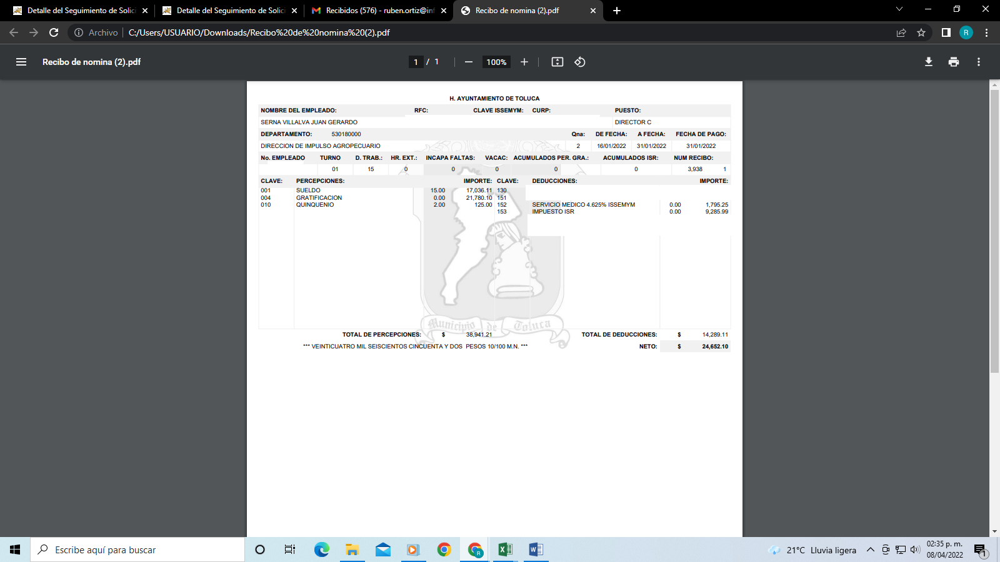 Detalle del Seguimiento de Solici
Detalle del Seguimiento de Solici
Recibidos (576) - ruben.ortiz@inf
Recibo de nomina (2).pdf
Archivo C:/Users/USUARIO/Downloads/Recibo%20de%20nomina%20(2).pdf
R
Recibo de nomina (2).pdf
1 / 1
100%
H. AYUNTAMIENTO DE TOLUCA
NOMBRE DEL EMPLEADO: RFC: CLAVE ISSEMYM: CURP: PUESTO:
SERNA VILLALVA JUAN GERARDO DIRECTOR C
DEPARTAMENTO: 530180000 Qna: DE FECHA: A FECHA: FECHA DE PAGO:
DIRECCION DE IMPULSO AGROPECUARIO 2 16/01/2022 31/01/2022 31/01/2022
No. EMPLEADO TURNO D. TRAB.: HR. EXT.: INCAPA FALTAS: VACAC: ACUMULADOS PER. GRA.: ACUMULADOS ISR: NUM RECIBO:
01 15 0 0 0 0 0 3,938 1
CLAVE: PERCEPCIONES: IMPORTE: CLAVE: DEDUCCIONES: IMPORTE:
001 SUELDO 15.00 17,036.11 130
004 GRATIFICACION 0.00 21,780.10 151
010 QUINQUENIO 2.00 125.00 152 SERVICIO MEDICO 4.625% ISSEMYM 0.00 1,795.25
153 IMPUESTO ISR 0.00 9,285.99
Municipio de Toluca
TOTAL DE PERCEPCIONES: $ 38,941.21 TOTAL DE DEDUCCIONES: $ 14,289.11
*** VEINTICUATRO MIL SEISCIENTOS CINCUENTA Y DOS PESOS 10/100 M.N. *** NETO: $ 24,652.10
Escribe aquí para buscar
R
21°C Lluvia ligera
02:35 p. m.
08/04/2022
1